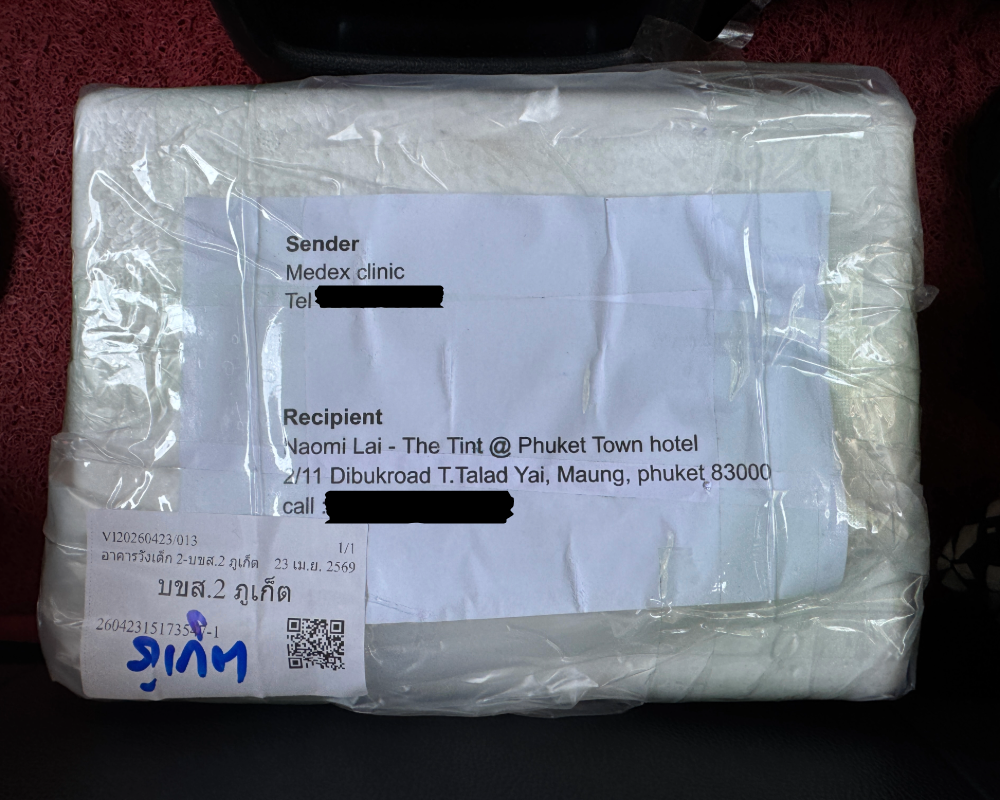 Sender
Medex clinic
Tel
Recipient
Naomi Lai - The Tint @ Phuket Town hotel
2/11 Dibukroad T.Talad Yai, Maung, phuket 83000
call :
VI20260423/013
1/1
อาคารวังเด็ก 2-บขส.2 ภูเก็ต 23 เม.ย. 2569
บขส.2 ภูเก็ต
ภูเก็ต